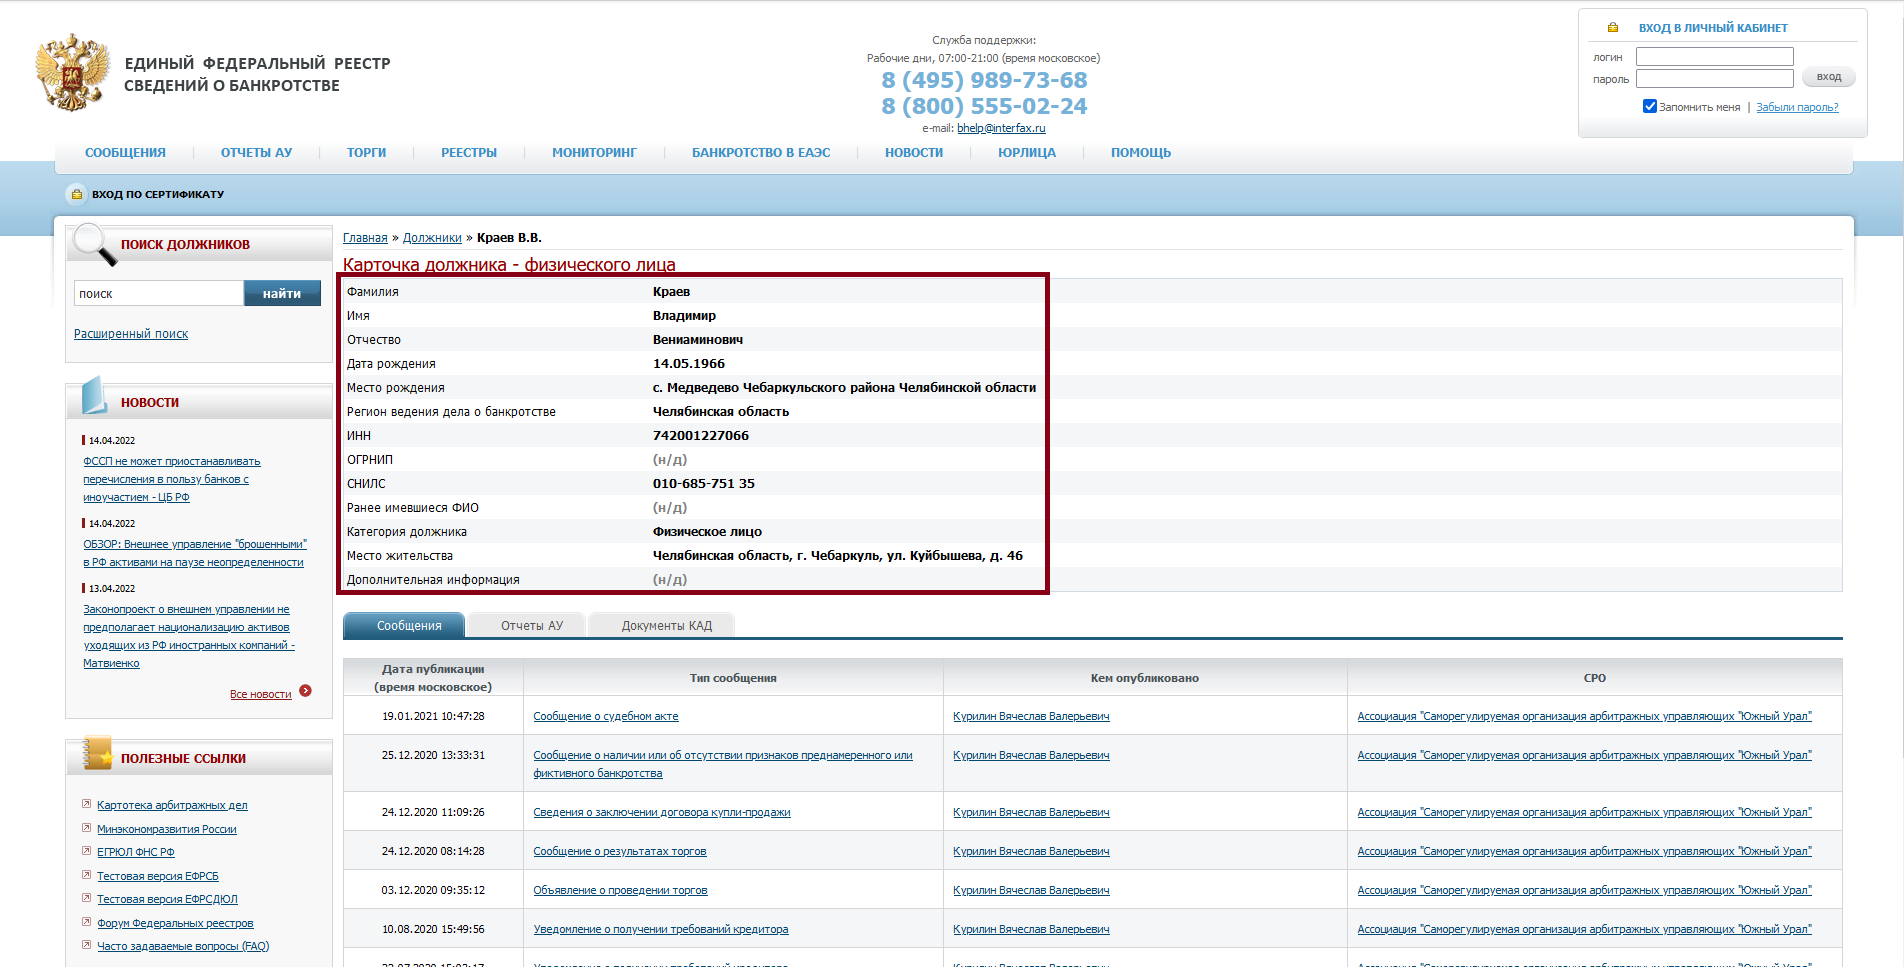 ЕДИНЫЙ ФЕДЕРАЛЬНЫЙ РЕЕСТР
СВЕДЕНИЙ О БАНКРОТСТВЕ
Служба поддержки:
Рабочие дни, 07:00-21:00 (время московское)
8 (495) 989-73-68
8 (800) 555-02-24
e-mail: bhelp@interfax.ru
ВХОД В ЛИЧНЫЙ КАБИНЕТ
логин
пароль
вход
Запомнить меня | Забыли пароль?
СООБЩЕНИЯ ОТЧЕТЫ АУ ТОРГИ РЕЕСТРЫ МОНИТОРИНГ БАНКРОТСТВО В ЕАЭС НОВОСТИ ЮРЛИЦА ПОМОЩЬ
ВХОД ПО СЕРТИФИКАТУ
ПОИСК ДОЛЖНИКОВ
поиск найти
Расширенный поиск
НОВОСТИ
14.04.2022
ФССП не может приостанавливать
перечисления в пользу банков с
иноучастием - ЦБ РФ
14.04.2022
ОБЗОР: Внешнее управление "брошенными"
в РФ активами на паузе неопределенности
13.04.2022
Законопроект о внешнем управлении не
предполагает национализацию активов
уходящих из РФ иностранных компаний -
Матвиенко
Все новости
ПОЛЕЗНЫЕ ССЫЛКИ
Картотека арбитражных дел
Минэкономразвития России
ЕГРЮЛ ФНС РФ
Тестовая версия ЕФРСБ
Тестовая версия ЕФРСДЮЛ
Форум Федеральных реестров
Часто задаваемые вопросы (FAQ)
Главная » Должники » Краев В.В.
Карточка должника - физического лица
Фамилия Краев
Имя Владимир
Отчество Вениаминович
Дата рождения 14.05.1966
Место рождения с. Медведево Чебаркульского района Челябинской области
Регион ведения дела о банкротстве Челябинская область
ИНН 742001227066
ОГРНИП (н/д)
СНИЛС 010-685-751 35
Ранее имевшиеся ФИО (н/д)
Категория должника Физическое лицо
Место жительства Челябинская область, г. Чебаркуль, ул. Куйбышева, д. 46
Дополнительная информация (н/д)
Сообщения Отчеты АУ Документы КАД
Дата публикации
(время московское) Тип сообщения Кем опубликовано СРО
19.01.2021 10:47:28 Сообщение о судебном акте Курилин Вячеслав Валерьевич Ассоциация "Саморегулируемая организация арбитражных управляющих "Южный Урал"
25.12.2020 13:33:31 Сообщение о наличии или об отсутствии признаков преднамеренного или
фиктивного банкротства Курилин Вячеслав Валерьевич Ассоциация "Саморегулируемая организация арбитражных управляющих "Южный Урал"
24.12.2020 11:09:26 Сведения о заключении договора купли-продажи Курилин Вячеслав Валерьевич Ассоциация "Саморегулируемая организация арбитражных управляющих "Южный Урал"
24.12.2020 08:14:28 Сообщение о результатах торгов Курилин Вячеслав Валерьевич Ассоциация "Саморегулируемая организация арбитражных управляющих "Южный Урал"
03.12.2020 09:35:12 Объявление о проведении торгов Курилин Вячеслав Валерьевич Ассоциация "Саморегулируемая организация арбитражных управляющих "Южный Урал"
10.08.2020 15:49:56 Уведомление о получении требований кредитора Курилин Вячеслав Валерьевич Ассоциация "Саморегулируемая организация арбитражных управляющих "Южный Урал"